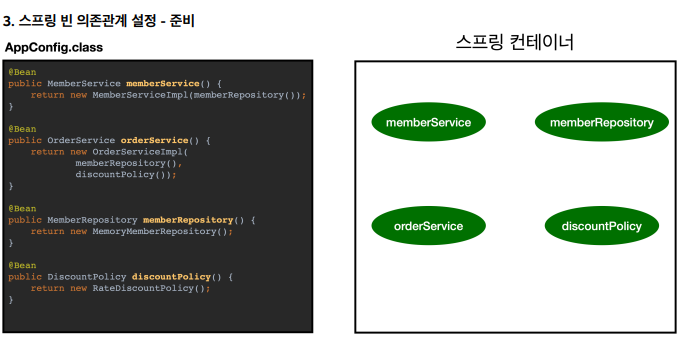 3. 스프링 빈 의존관계 설정 - 준비
AppConfig.class
@Bean
public MemberService memberService() {
    return new MemberServiceImpl(memberRepository());
}
@Bean
public OrderService orderService() {
    return new OrderServiceImpl(
            memberRepository(),
            discountPolicy());
}
@Bean
public MemberRepository memberRepository() {
    return new MemoryMemberRepository();
}
@Bean
public DiscountPolicy discountPolicy() {
    return new RateDiscountPolicy();
}
스프링 컨테이너
memberService
memberRepository
orderService
discountPolicy